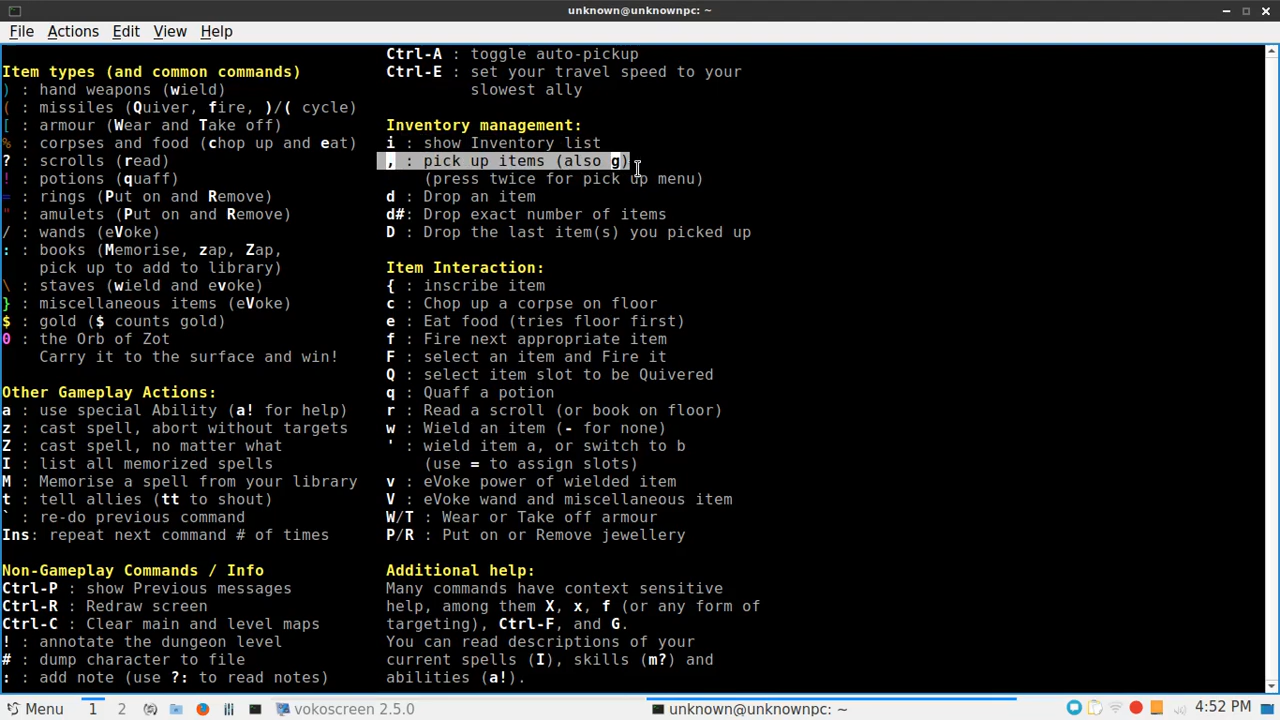 unknown@unknownpc: ~
File Actions Edit View Help
Item types (and common commands)
) : hand weapons (wield)
( : missiles (Quiver, fire, )/( cycle)
[ : armour (Wear and Take off)
% : corpses and food (chop up and eat)
? : scrolls (read)
! : potions (quaff)
= : rings (Put on and Remove)
" : amulets (Put on and Remove)
/ : wands (eVoke)
: : books (Memorise, zap, Zap,
pick up to add to library)
\ : staves (wield and evoke)
} : miscellaneous items (eVoke)
$ : gold ($ counts gold)
0 : the Orb of Zot
Carry it to the surface and win!
Other Gameplay Actions:
a : use special Ability (a! for help)
z : cast spell, abort without targets
Z : cast spell, no matter what
I : list all memorized spells
M : Memorise a spell from your library
t : tell allies (tt to shout)
` : re-do previous command
Ins: repeat next command # of times
Non-Gameplay Commands / Info
Ctrl-P : show Previous messages
Ctrl-R : Redraw screen
Ctrl-C : Clear main and level maps
! : annotate the dungeon level
# : dump character to file
: : add note (use ?: to read notes)
Ctrl-A : toggle auto-pickup
Ctrl-E : set your travel speed to your
slowest ally
Inventory management:
i : show Inventory list
, : pick up items (also g)
(press twice for pick up menu)
d : Drop an item
d#: Drop exact number of items
D : Drop the last item(s) you picked up
Item Interaction:
{ : inscribe item
c : Chop up a corpse on floor
e : Eat food (tries floor first)
f : Fire next appropriate item
F : select an item and Fire it
Q : select item slot to be Quivered
q : Quaff a potion
r : Read a scroll (or book on floor)
w : Wield an item (- for none)
' : wield item a, or switch to b
(use = to assign slots)
v : eVoke power of wielded item
V : eVoke wand and miscellaneous item
W/T : Wear or Take off armour
P/R : Put on or Remove jewellery
Additional help:
Many commands have context sensitive
help, among them X, x, f (or any form of
targeting), Ctrl-F, and G.
You can read descriptions of your
current spells (I), skills (m?) and
abilities (a!).
Menu 1 2 vokoscreen 2.5.0 unknown@unknownpc: ~ 4:52 PM